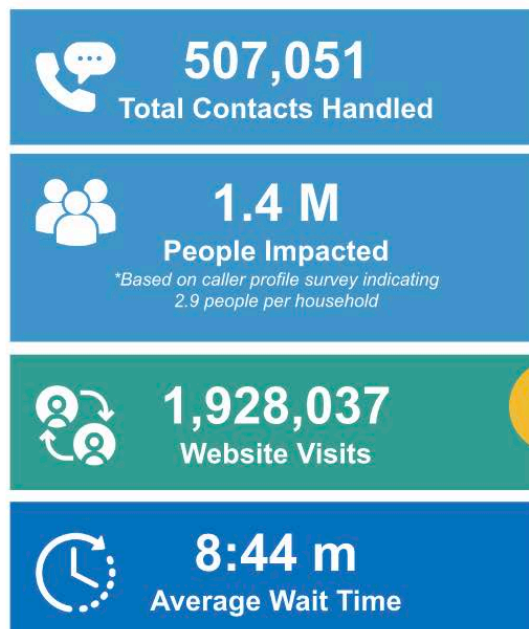 507,051
Total Contacts Handled
1.4 M
People Impacted
*Based on caller profile survey indicating
2.9 people per household
1,928,037
Website Visits
8:44 m
Average Wait Time